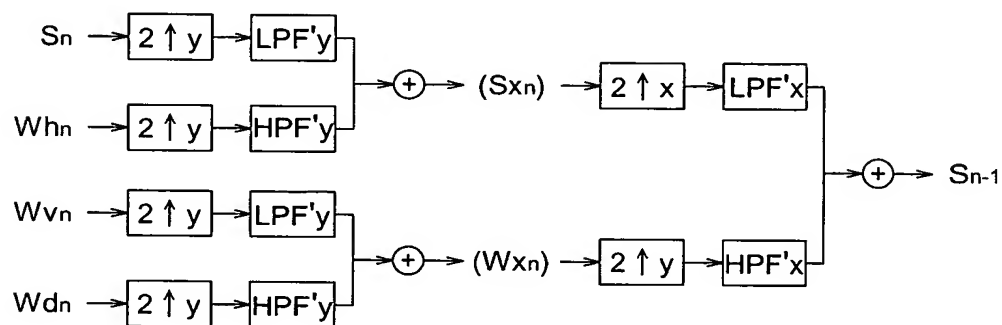 Sn 2 ↑ y LPF'y
+ (Sxn) 2 ↑ x LPF'x
Whn 2 ↑ y HPF'y
+ Sn-1
Wvn 2 ↑ y LPF'y
+ (Wxn) 2 ↑ y HPF'x
Wdn 2 ↑ y HPF'y